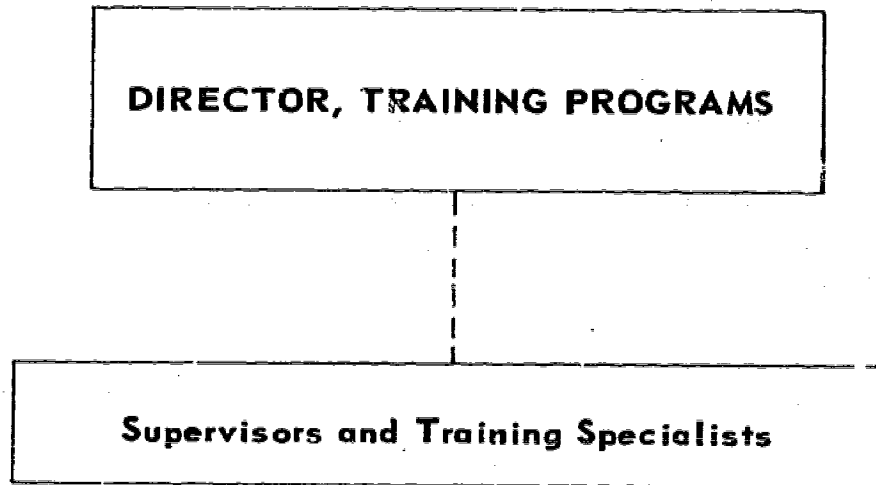 DIRECTOR, TRAINING PROGRAMS
Supervisors and Training Specialists